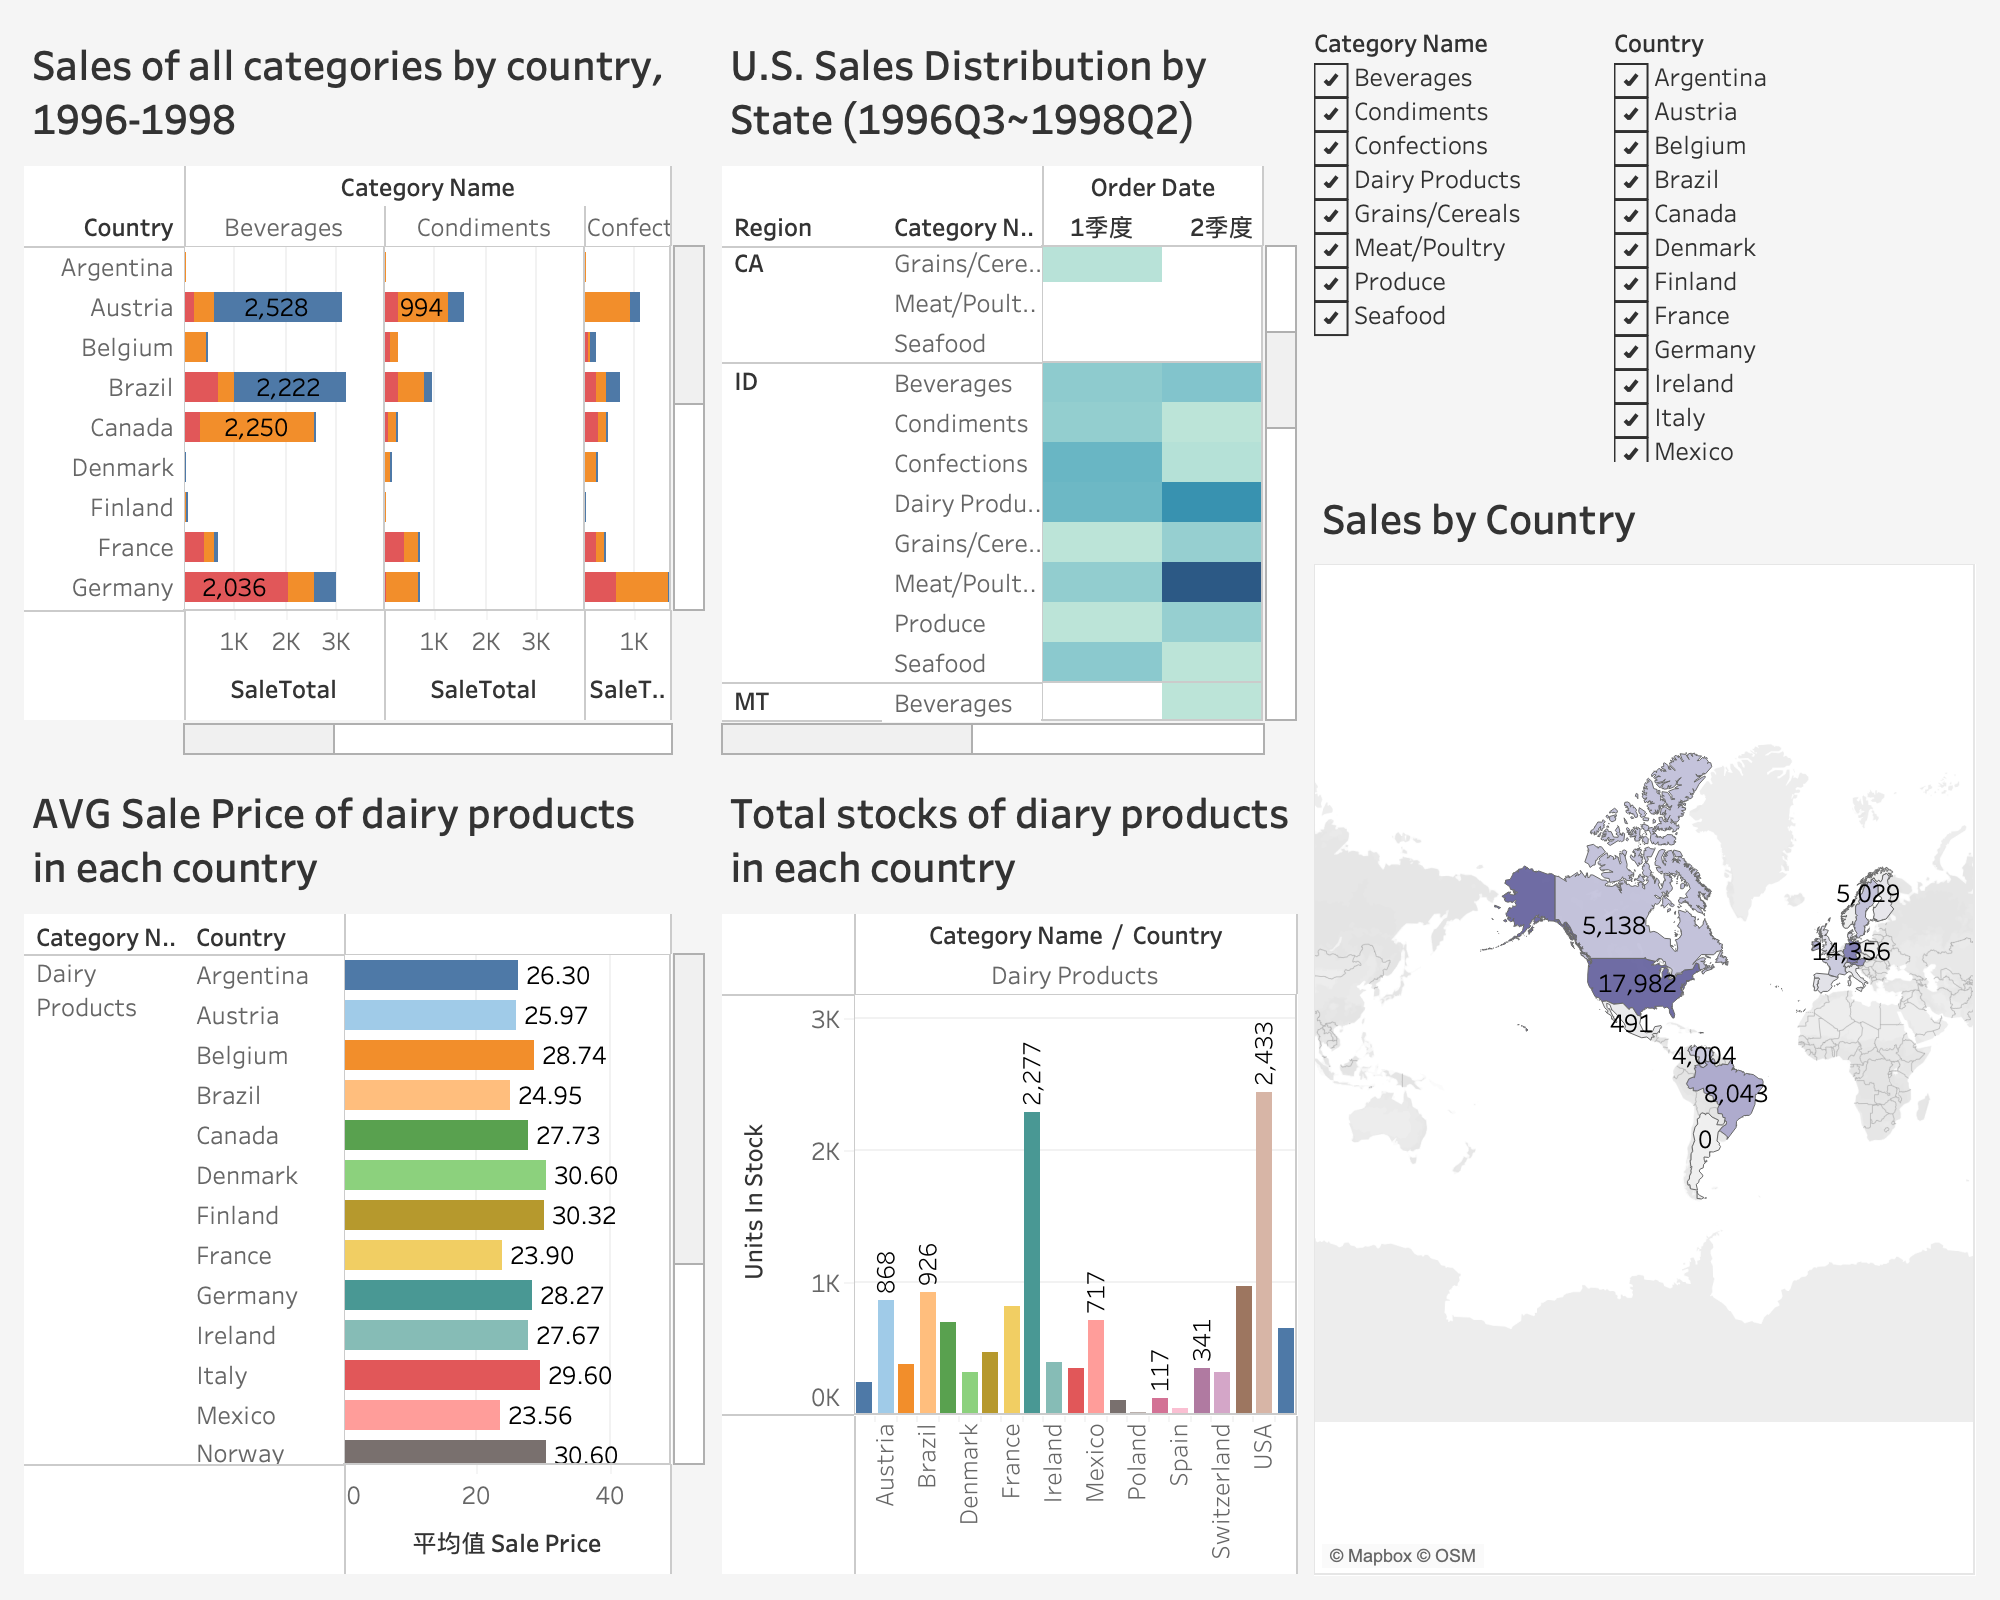 Sales of all categories by country,
1996-1998
Category Name
Country
Beverages
Condiments
Confect
Argentina
Austria
2,528
994
Belgium
Brazil
2,222
Canada
2,250
Denmark
Finland
France
Germany
2,036
1K
2K
3K
1K
2K
3K
1K
SaleTotal
SaleTotal
SaleT..
U.S. Sales Distribution by
State (1996Q3~1998Q2)
Order Date
Region
Category N..
1季度
2季度
CA
Grains/Cere..
Meat/Poult..
Seafood
ID
Beverages
Condiments
Confections
Dairy Produ..
Grains/Cere..
Meat/Poult..
Produce
Seafood
MT
Beverages
Category Name
Beverages
Condiments
Confections
Dairy Products
Grains/Cereals
Meat/Poultry
Produce
Seafood
Country
Argentina
Austria
Belgium
Brazil
Canada
Denmark
Finland
France
Germany
Ireland
Italy
Mexico
Sales by Country
5,029
5,138
14,356
17,982
491
4,004
8,043
0
© Mapbox © OSM
AVG Sale Price of dairy products
in each country
Category N..
Country
Dairy
Products
Argentina
26.30
Austria
25.97
Belgium
28.74
Brazil
24.95
Canada
27.73
Denmark
30.60
Finland
30.32
France
23.90
Germany
28.27
Ireland
27.67
Italy
29.60
Mexico
23.56
Norway
30.60
0
20
40
平均值 Sale Price
Total stocks of diary products
in each country
Category Name / Country
Dairy Products
Units In Stock
3K
2K
1K
0K
868
926
2,277
717
117
341
2,433
Austria
Brazil
Denmark
France
Ireland
Mexico
Poland
Spain
Switzerland
USA